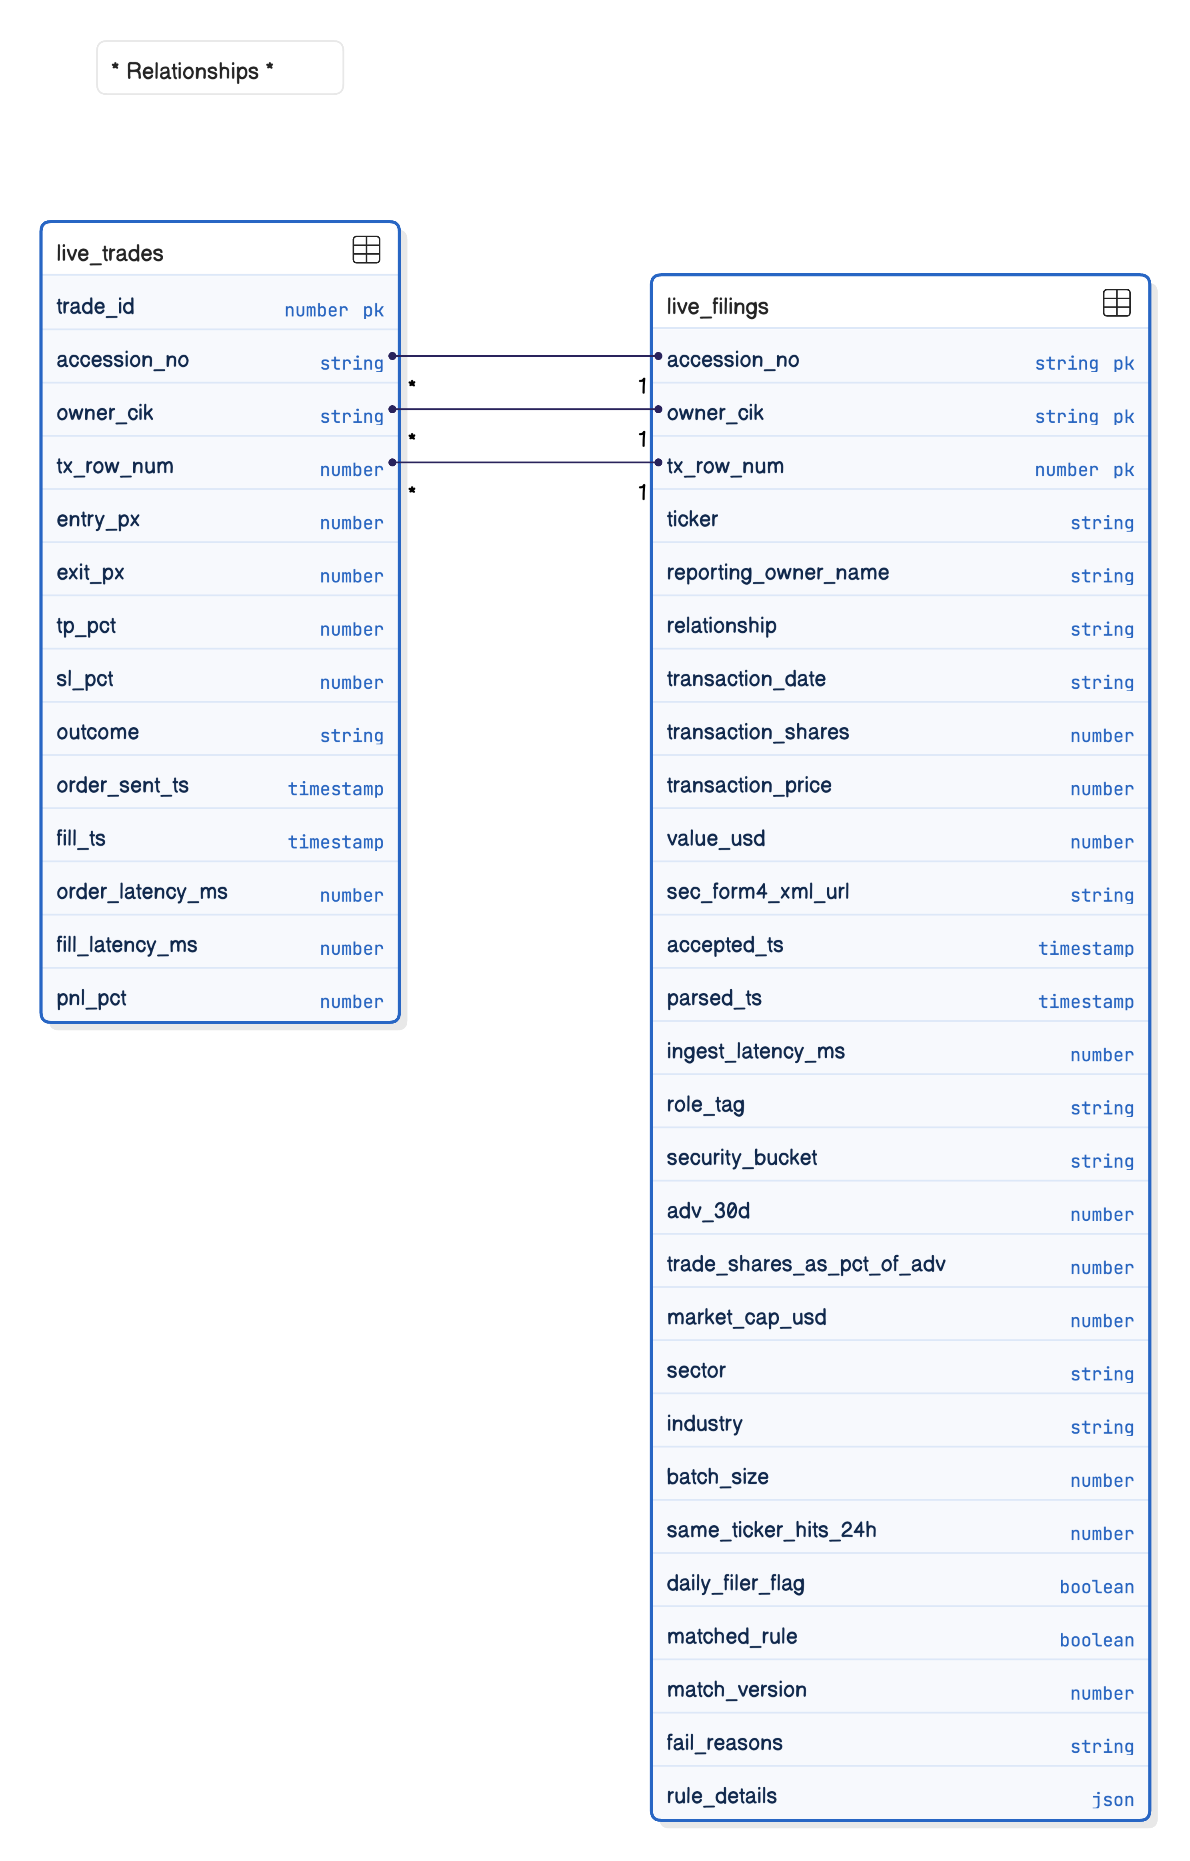 * Relationships *
live_trades
trade_id number pk
accession_no string
owner_cik string
tx_row_num number
entry_px number
exit_px number
tp_pct number
sl_pct number
outcome string
order_sent_ts timestamp
fill_ts timestamp
order_latency_ms number
fill_latency_ms number
pnl_pct number
* 1
* 1
* 1
live_filings
accession_no string pk
owner_cik string pk
tx_row_num number pk
ticker string
reporting_owner_name string
relationship string
transaction_date string
transaction_shares number
transaction_price number
value_usd number
sec_form4_xml_url string
accepted_ts timestamp
parsed_ts timestamp
ingest_latency_ms number
role_tag string
security_bucket string
adv_30d number
trade_shares_as_pct_of_adv number
market_cap_usd number
sector string
industry string
batch_size number
same_ticker_hits_24h number
daily_filer_flag boolean
matched_rule boolean
match_version number
fail_reasons string
rule_details json